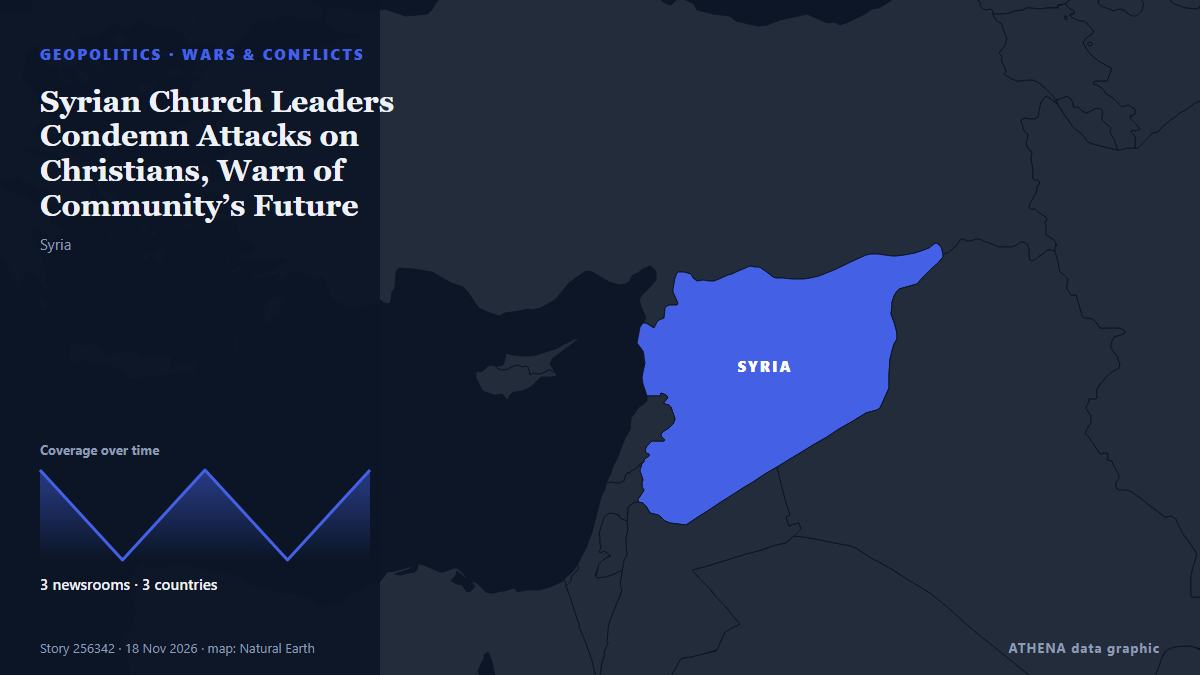 GEOPOLITICS · WARS & CONFLICTS
Syrian Church Leaders
Condemn Attacks on
Christians, Warn of
Community’s Future
Syria
SYRIA
Coverage over time
3 newsrooms · 3 countries
Story 256342 · 18 Nov 2026 · map: Natural Earth
ATHENA data graphic